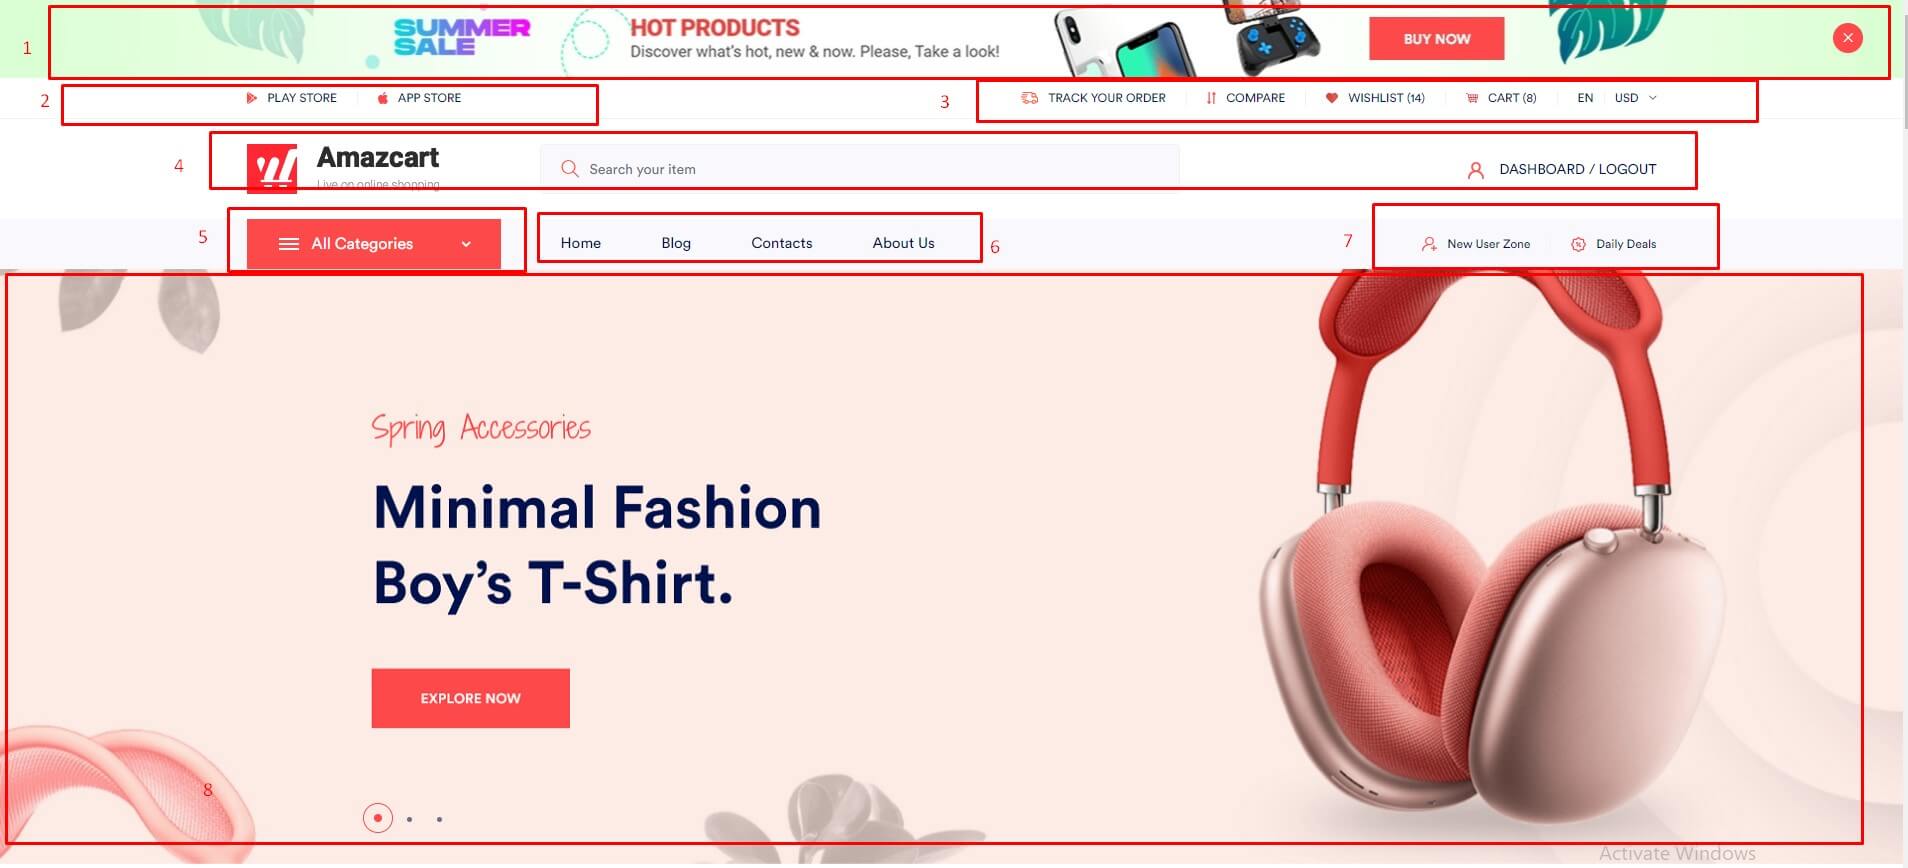 1
SUMMER
SALE
HOT PRODUCTS
Discover what's hot, new & now. Please, Take a look!
BUY NOW
2
PLAY STORE
APP STORE
3
TRACK YOUR ORDER
COMPARE
WISHLIST (14)
CART (8)
EN
USD
4
Amazcart
Live on online shopping
Search your item
DASHBOARD / LOGOUT
5
All Categories
Home
Blog
Contacts
About Us
6
7
New User Zone
Daily Deals
Spring Accessories
Minimal Fashion
Boy's T-Shirt.
EXPLORE NOW
8
Activate Windows